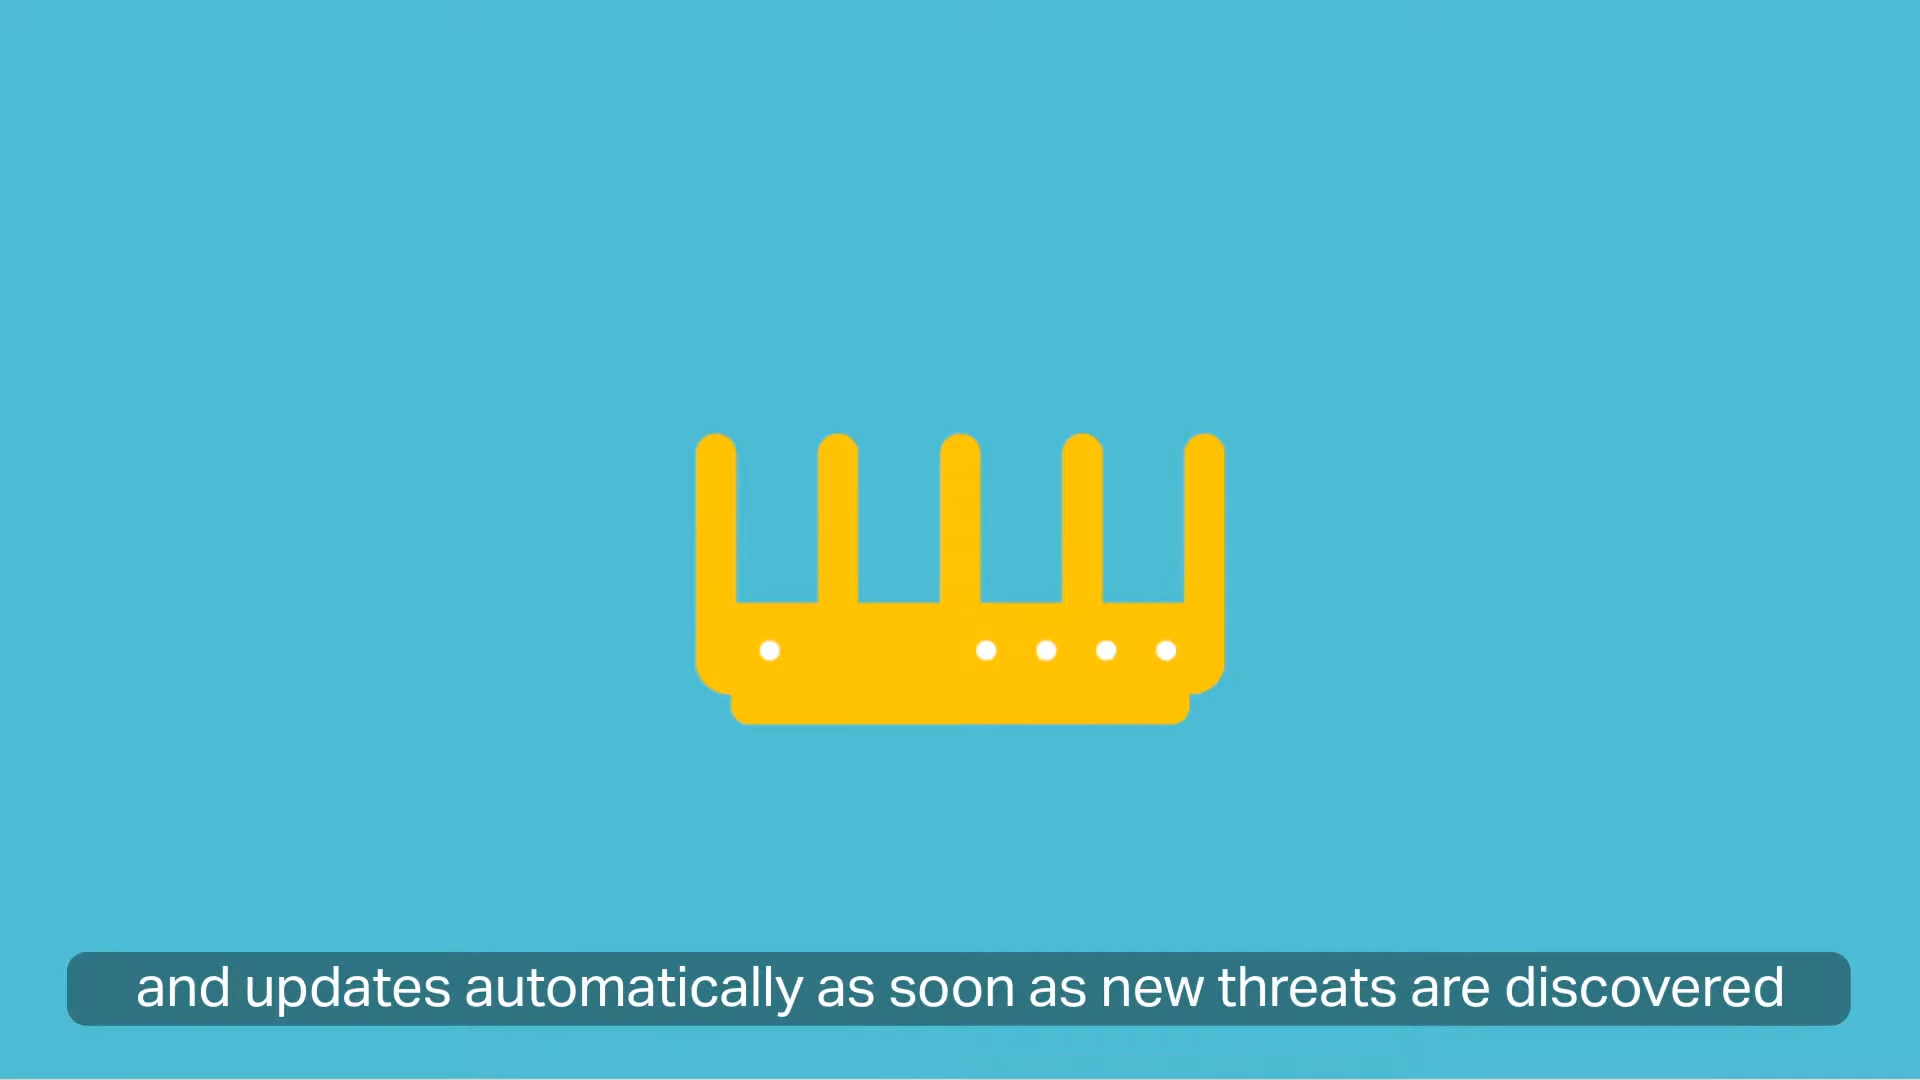 and updates automatically as soon as new threats are discovered